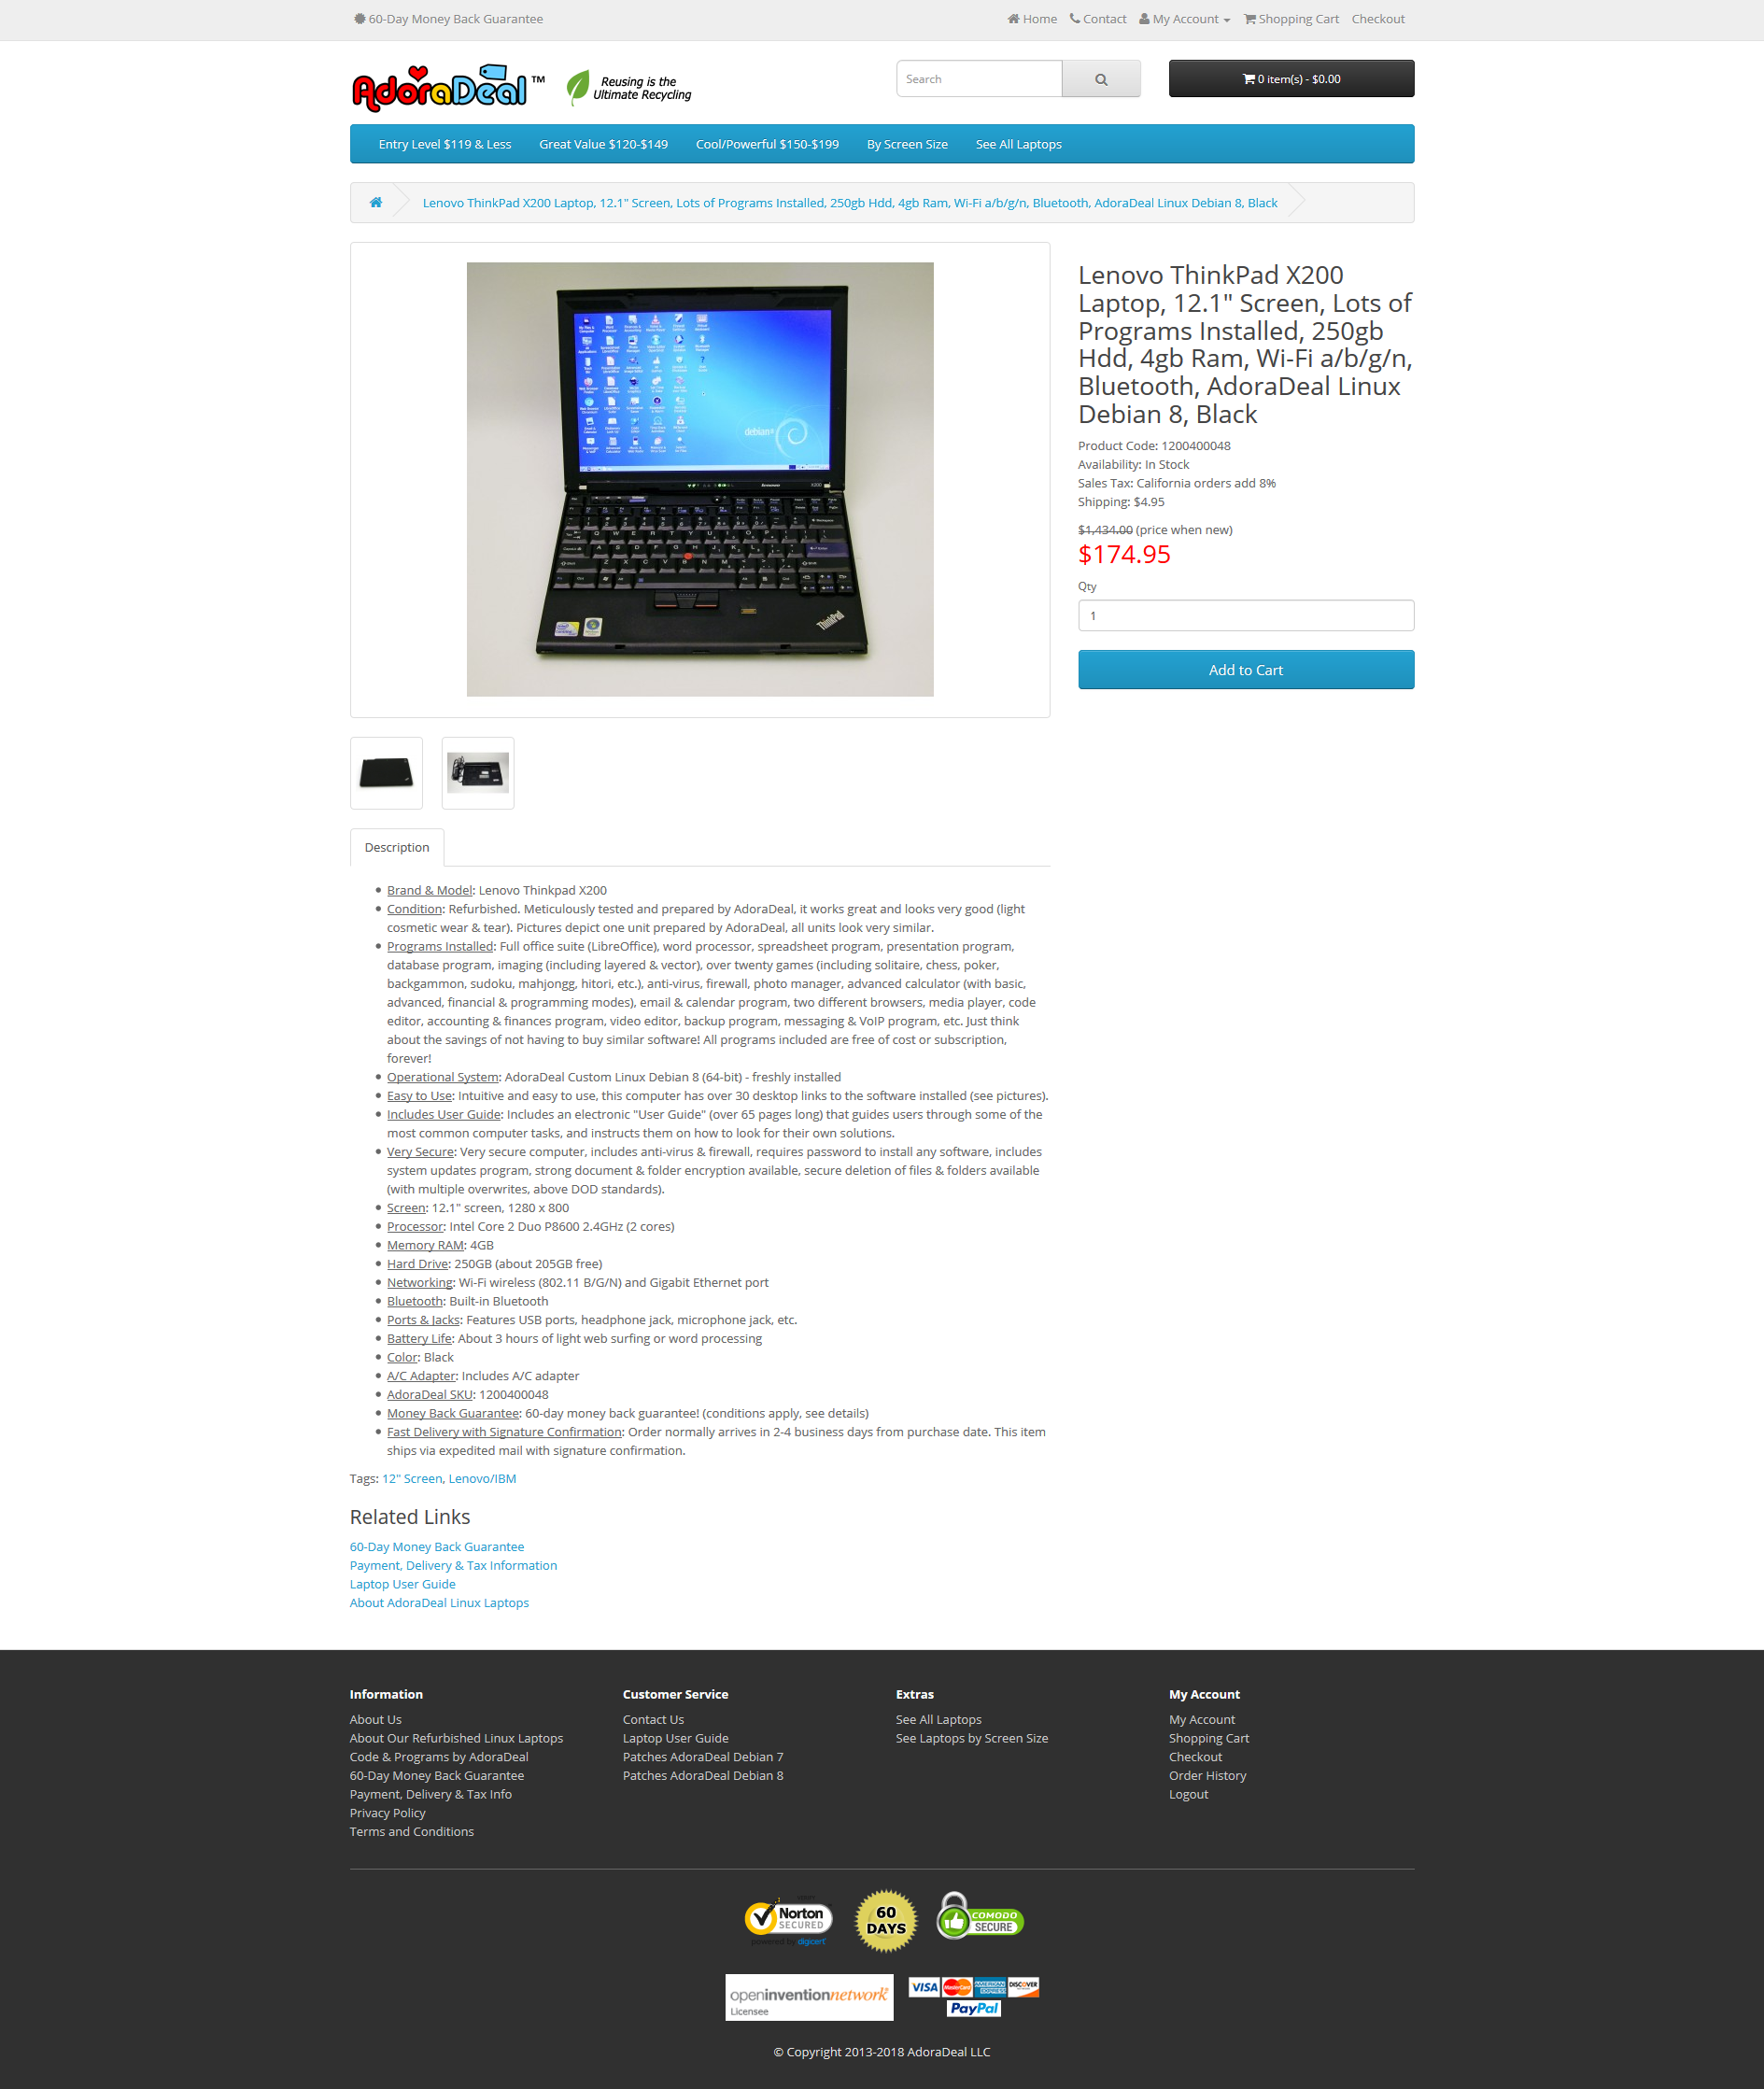 60-Day Money Back Guarantee
Home Contact My Account Shopping Cart Checkout
AdoraDeal™
Reusing is the
Ultimate Recycling
Search
0 item(s) - $0.00
Entry Level $119 & Less Great Value $120-$149 Cool/Powerful $150-$199 By Screen Size See All Laptops
Lenovo ThinkPad X200 Laptop, 12.1" Screen, Lots of Programs Installed, 250gb Hdd, 4gb Ram, Wi-Fi a/b/g/n, Bluetooth, AdoraDeal Linux Debian 8, Black
debian
lenovo
X200
ThinkPad
Lenovo ThinkPad X200
Laptop, 12.1" Screen, Lots of
Programs Installed, 250gb
Hdd, 4gb Ram, Wi-Fi a/b/g/n,
Bluetooth, AdoraDeal Linux
Debian 8, Black
Product Code: 1200400048
Availability: In Stock
Sales Tax: California orders add 8%
Shipping: $4.95
$1,434.00 (price when new)
$174.95
Qty
1
Add to Cart
Description
Brand & Model: Lenovo Thinkpad X200
Condition: Refurbished. Meticulously tested and prepared by AdoraDeal, it works great and looks very good (light
cosmetic wear & tear). Pictures depict one unit prepared by AdoraDeal, all units look very similar.
Programs Installed: Full office suite (LibreOffice), word processor, spreadsheet program, presentation program,
database program, imaging (including layered & vector), over twenty games (including solitaire, chess, poker,
backgammon, sudoku, mahjongg, hitori, etc.), anti-virus, firewall, photo manager, advanced calculator (with basic,
advanced, financial & programming modes), email & calendar program, two different browsers, media player, code
editor, accounting & finances program, video editor, backup program, messaging & VoIP program, etc. Just think
about the savings of not having to buy similar software! All programs included are free of cost or subscription,
forever!
Operational System: AdoraDeal Custom Linux Debian 8 (64-bit) - freshly installed
Easy to Use: Intuitive and easy to use, this computer has over 30 desktop links to the software installed (see pictures).
Includes User Guide: Includes an electronic "User Guide" (over 65 pages long) that guides users through some of the
most common computer tasks, and instructs them on how to look for their own solutions.
Very Secure: Very secure computer, includes anti-virus & firewall, requires password to install any software, includes
system updates program, strong document & folder encryption available, secure deletion of files & folders available
(with multiple overwrites, above DOD standards).
Screen: 12.1" screen, 1280 x 800
Processor: Intel Core 2 Duo P8600 2.4GHz (2 cores)
Memory RAM: 4GB
Hard Drive: 250GB (about 205GB free)
Networking: Wi-Fi wireless (802.11 B/G/N) and Gigabit Ethernet port
Bluetooth: Built-in Bluetooth
Ports & Jacks: Features USB ports, headphone jack, microphone jack, etc.
Battery Life: About 3 hours of light web surfing or word processing
Color: Black
A/C Adapter: Includes A/C adapter
AdoraDeal SKU: 1200400048
Money Back Guarantee: 60-day money back guarantee! (conditions apply, see details)
Fast Delivery with Signature Confirmation: Order normally arrives in 2-4 business days from purchase date. This item
ships via expedited mail with signature confirmation.
Tags: 12" Screen, Lenovo/IBM
Related Links
60-Day Money Back Guarantee
Payment, Delivery & Tax Information
Laptop User Guide
About AdoraDeal Linux Laptops
Information
About Us
About Our Refurbished Linux Laptops
Code & Programs by AdoraDeal
60-Day Money Back Guarantee
Payment, Delivery & Tax Info
Privacy Policy
Terms and Conditions
Customer Service
Contact Us
Laptop User Guide
Patches AdoraDeal Debian 7
Patches AdoraDeal Debian 8
Extras
See All Laptops
See Laptops by Screen Size
My Account
My Account
Shopping Cart
Checkout
Order History
Logout
Norton
SECURED
powered by digicert
60
DAYS
COMODO
SECURE
openinventionnetwork
Licensee
VISA MasterCard AMERICAN EXPRESS DISCOVER
PayPal
© Copyright 2013-2018 AdoraDeal LLC